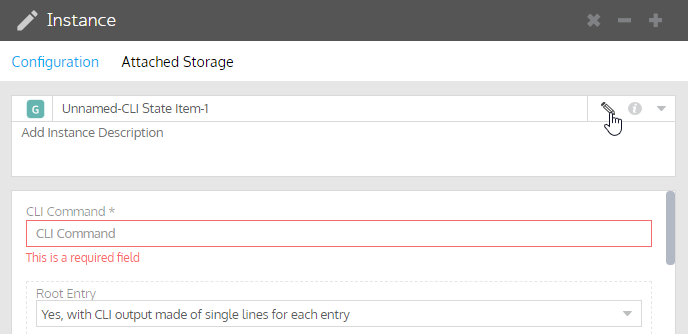 Instance
Configuration Attached Storage
G Unnamed-CLI State Item-1
Add Instance Description
CLI Command *
CLI Command
This is a required field
Root Entry
Yes, with CLI output made of single lines for each entry